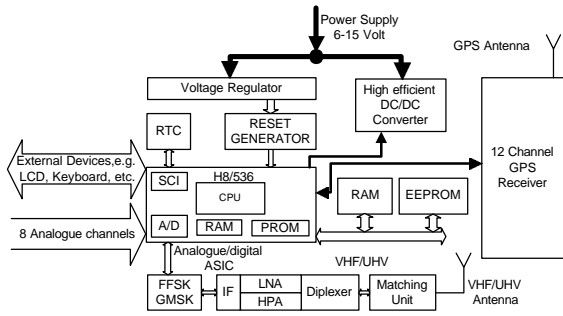 Power Supply
6-15 Volt
GPS Antenna
Voltage Regulator
High efficient
DC/DC
Converter
RTC
RESET
GENERATOR
12 Channel
GPS
Receiver
External Devices,e.g.
LCD, Keyboard, etc.
H8/536
SCI
CPU
RAM
EEPROM
8 Analogue channels
A/D
RAM
PROM
Analogue/digital
ASIC
VHF/UHV
FFSK
GMSK
IF
LNA
HPA
Diplexer
Matching
Unit
VHF/UHV
Antenna